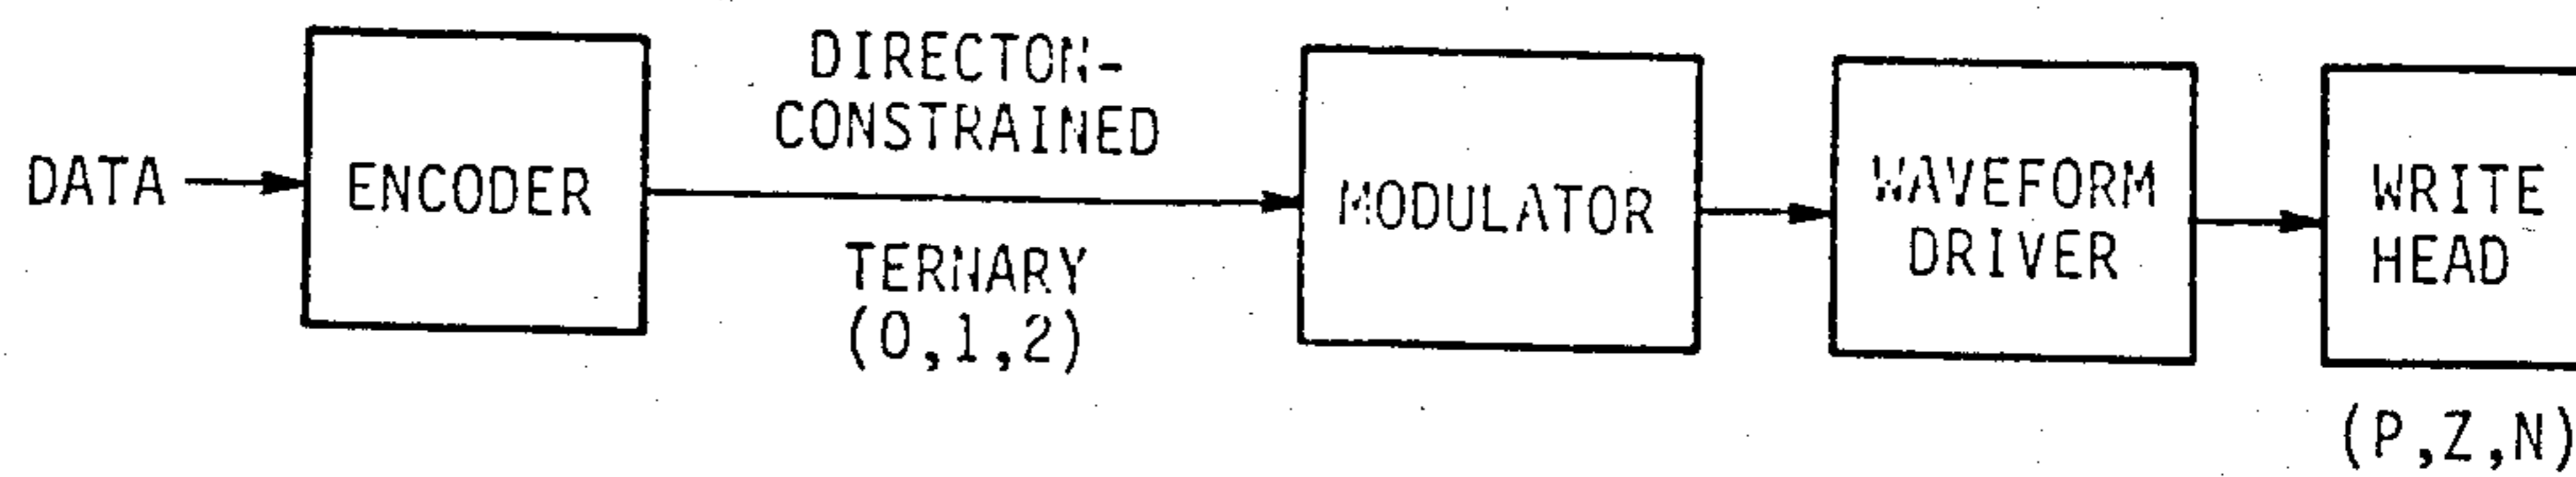 DATA
ENCODER
DIRECTON-
CONSTRAINED
TERNARY
(0,1,2)
MODULATOR
WAVEFORM
DRIVER
WRITE
HEAD
(P,Z,N)